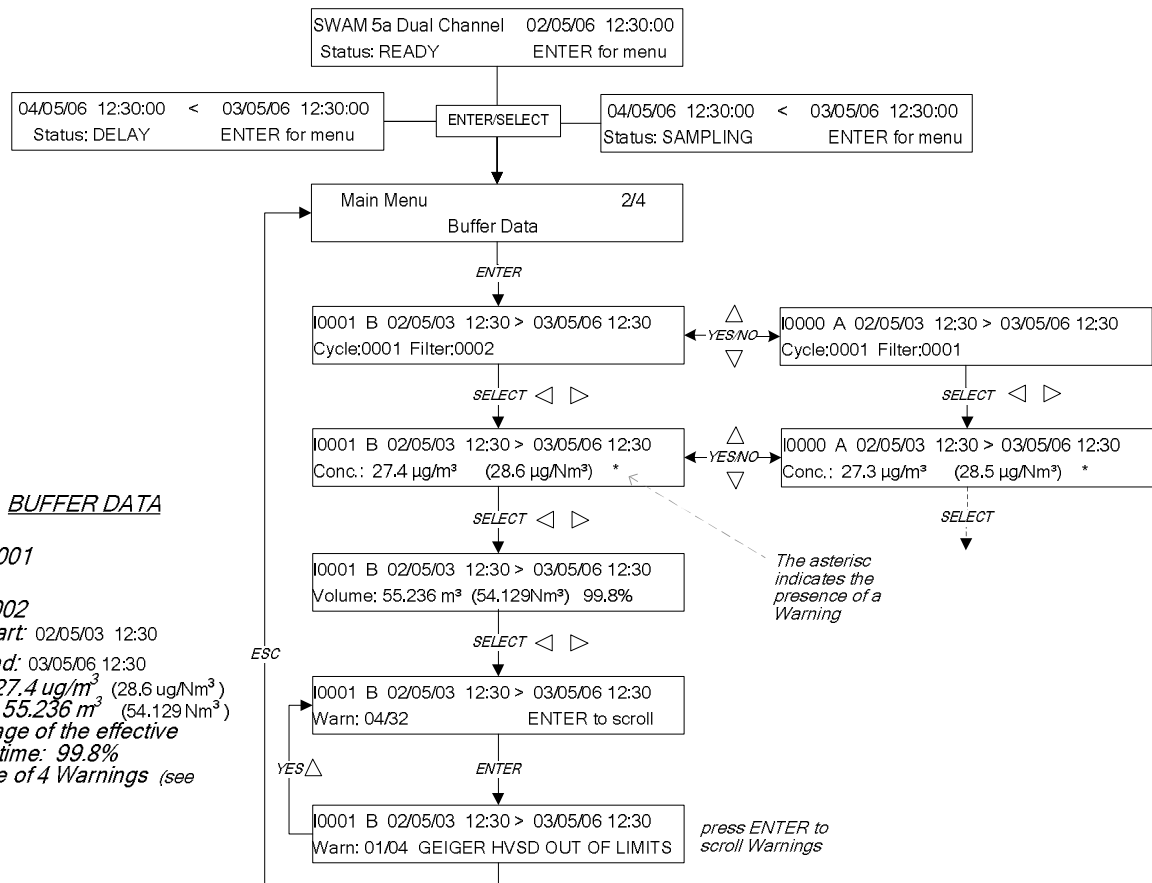 SWAM 5a Dual Channel 02/05/06 12:30:00
Status: READY ENTER for menu
04/05/06 12:30:00 < 03/05/06 12:30:00
Status: DELAY ENTER for menu
ENTER/SELECT
04/05/06 12:30:00 < 03/05/06 12:30:00
Status: SAMPLING ENTER for menu
Main Menu 2/4
Buffer Data
ENTER
I0001 B 02/05/03 12:30 > 03/05/06 12:30
Cycle:0001 Filter:0002
YES/NO
I0000 A 02/05/03 12:30 > 03/05/06 12:30
Cycle:0001 Filter:0001
SELECT
SELECT
I0001 B 02/05/03 12:30 > 03/05/06 12:30
Conc.: 27.4 µg/m³ (28.6 µg/Nm³) *
YES/NO
I0000 A 02/05/03 12:30 > 03/05/06 12:30
Conc.: 27.3 µg/m³ (28.5 µg/Nm³) *
SELECT
SELECT
The asterisc
indicates the
presence of a
Warning
I0001 B 02/05/03 12:30 > 03/05/06 12:30
Volume: 55.236 m³ (54.129Nm³) 99.8%
SELECT
I0001 B 02/05/03 12:30 > 03/05/06 12:30
Warn: 04/32 ENTER to scroll
YES
ENTER
I0001 B 02/05/03 12:30 > 03/05/06 12:30
Warn: 01/04 GEIGER HVSD OUT OF LIMITS
press ENTER to
scroll Warnings
ESC
BUFFER DATA
001
002
art: 02/05/03 12:30
nd: 03/05/06 12:30
27.4 ug/m³ (28.6 ug/Nm³)
55.236 m³ (54.129 Nm³)
age of the effective
time: 99.8%
e of 4 Warnings (see